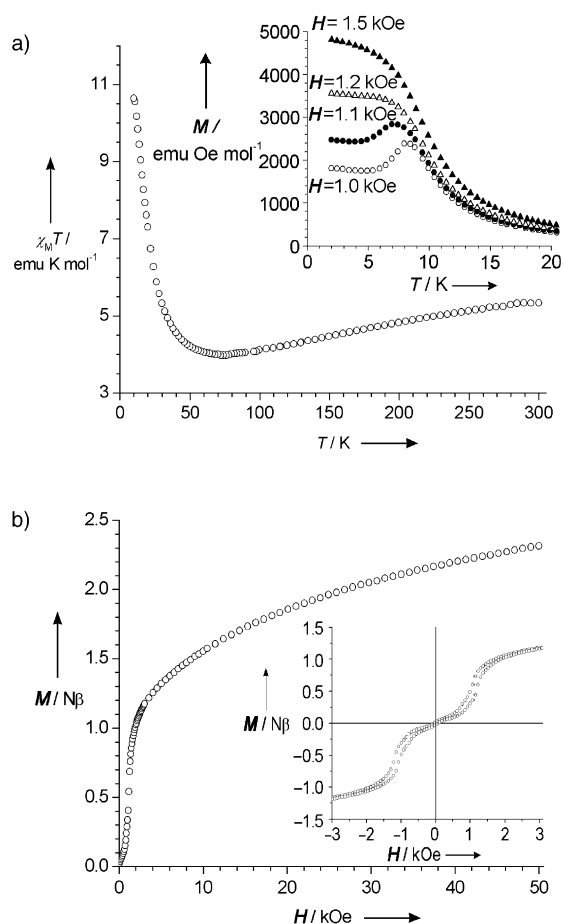 a)
11
9
7
5
3
χMT /
emu K mol-1
0 50 100 150 200 250 300
T / K
M /
emu Oe mol-1
5000
4000
3000
2000
1000
0
H = 1.5 kOe
H=1.2 kOe
H=1.1 kOe
H=1.0 kOe
0 5 10 15 20
T / K
b)
2.5
2.0
1.5
1.0
0.5
0.0
M / Nβ
0 10 20 30 40 50
H / kOe
M / Nβ
1.5
1.0
0.5
0.0
−0.5
−1.0
−1.5
−3 −2 −1 0 1 2 3
H / kOe